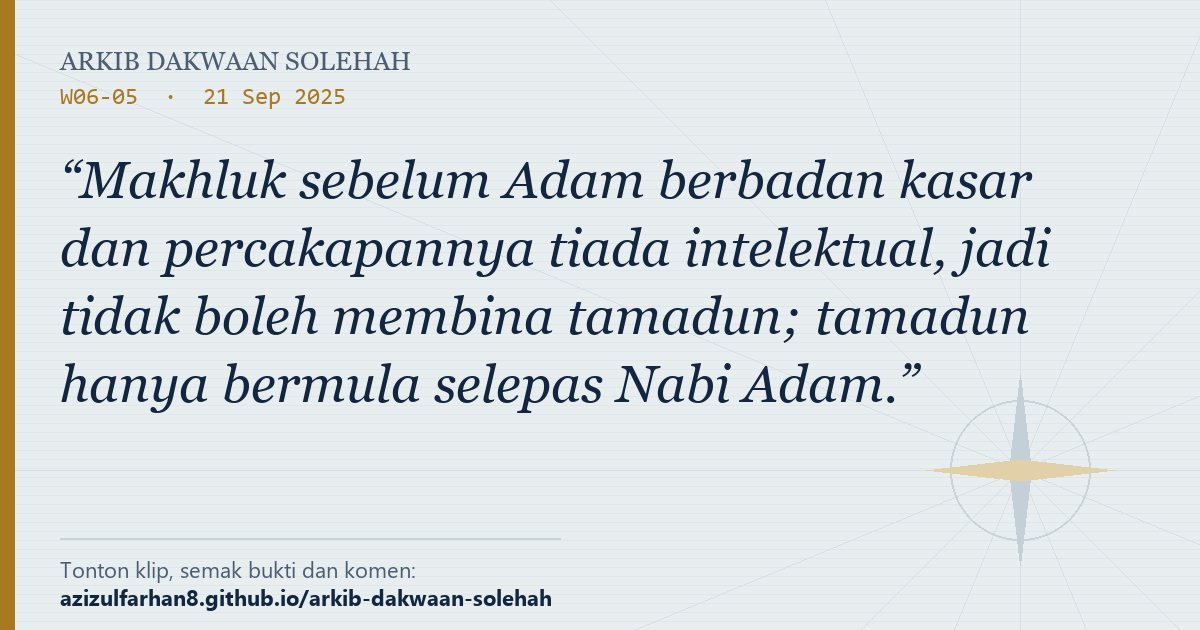 ARKIB DAKWAAN SOLEHAH
W06-05 · 21 Sep 2025
“Makhluk sebelum Adam berbadan kasar
dan percakapannya tiada intelektual, jadi
tidak boleh membina tamadun; tamadun
hanya bermula selepas Nabi Adam.”
Tonton klip, semak bukti dan komen:
azizulfarhan8.github.io/arkib-dakwaan-solehah